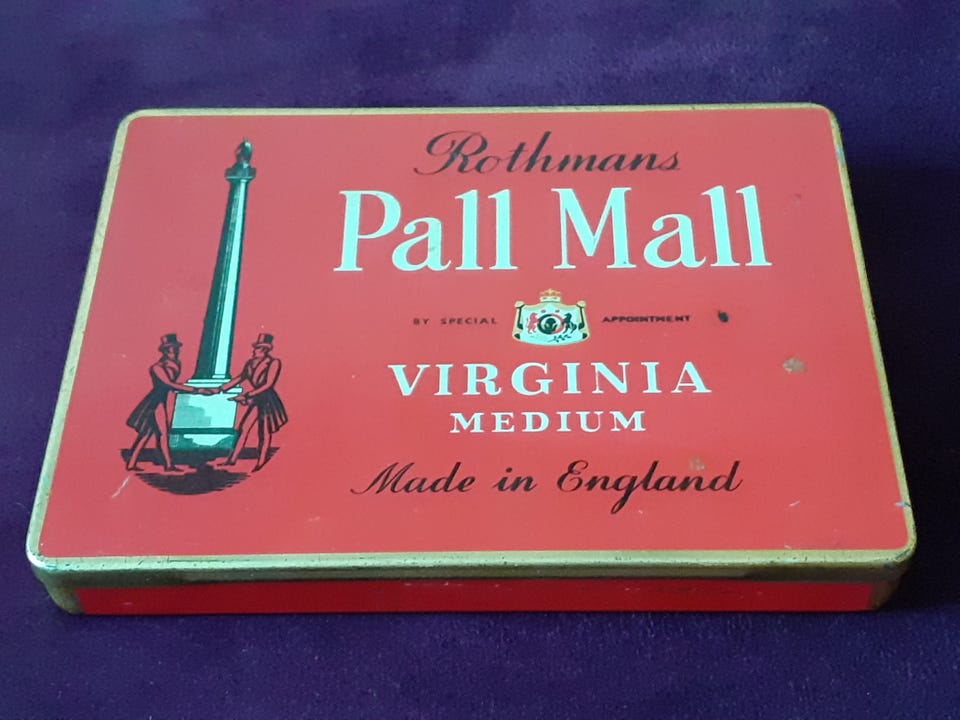 Rothmans
Pall Mall
BY SPECIAL APPOINTMENT
VIRGINIA
MEDIUM
Made in England